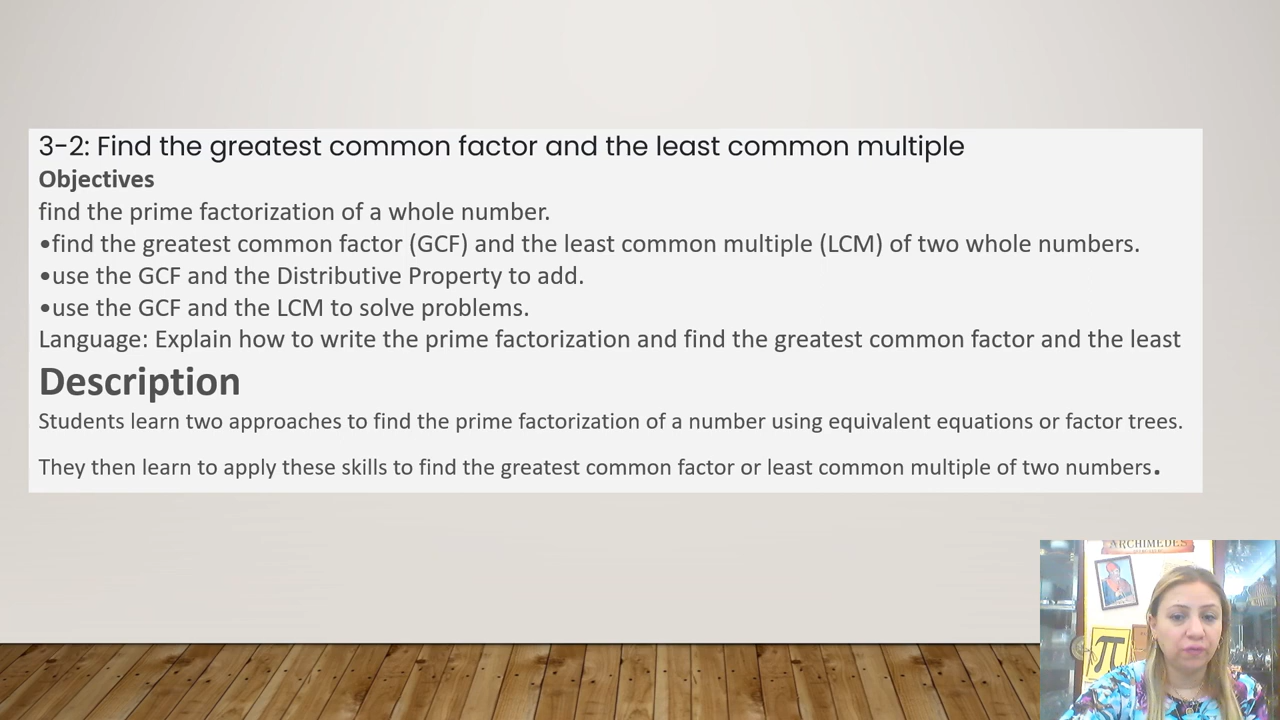 3-2: Find the greatest common factor and the least common multiple
Objectives
find the prime factorization of a whole number.
•find the greatest common factor (GCF) and the least common multiple (LCM) of two whole numbers.
•use the GCF and the Distributive Property to add.
•use the GCF and the LCM to solve problems.
Language: Explain how to write the prime factorization and find the greatest common factor and the least
Description
Students learn two approaches to find the prime factorization of a number using equivalent equations or factor trees.
They then learn to apply these skills to find the greatest common factor or least common multiple of two numbers.
ARCHIMEDES
π